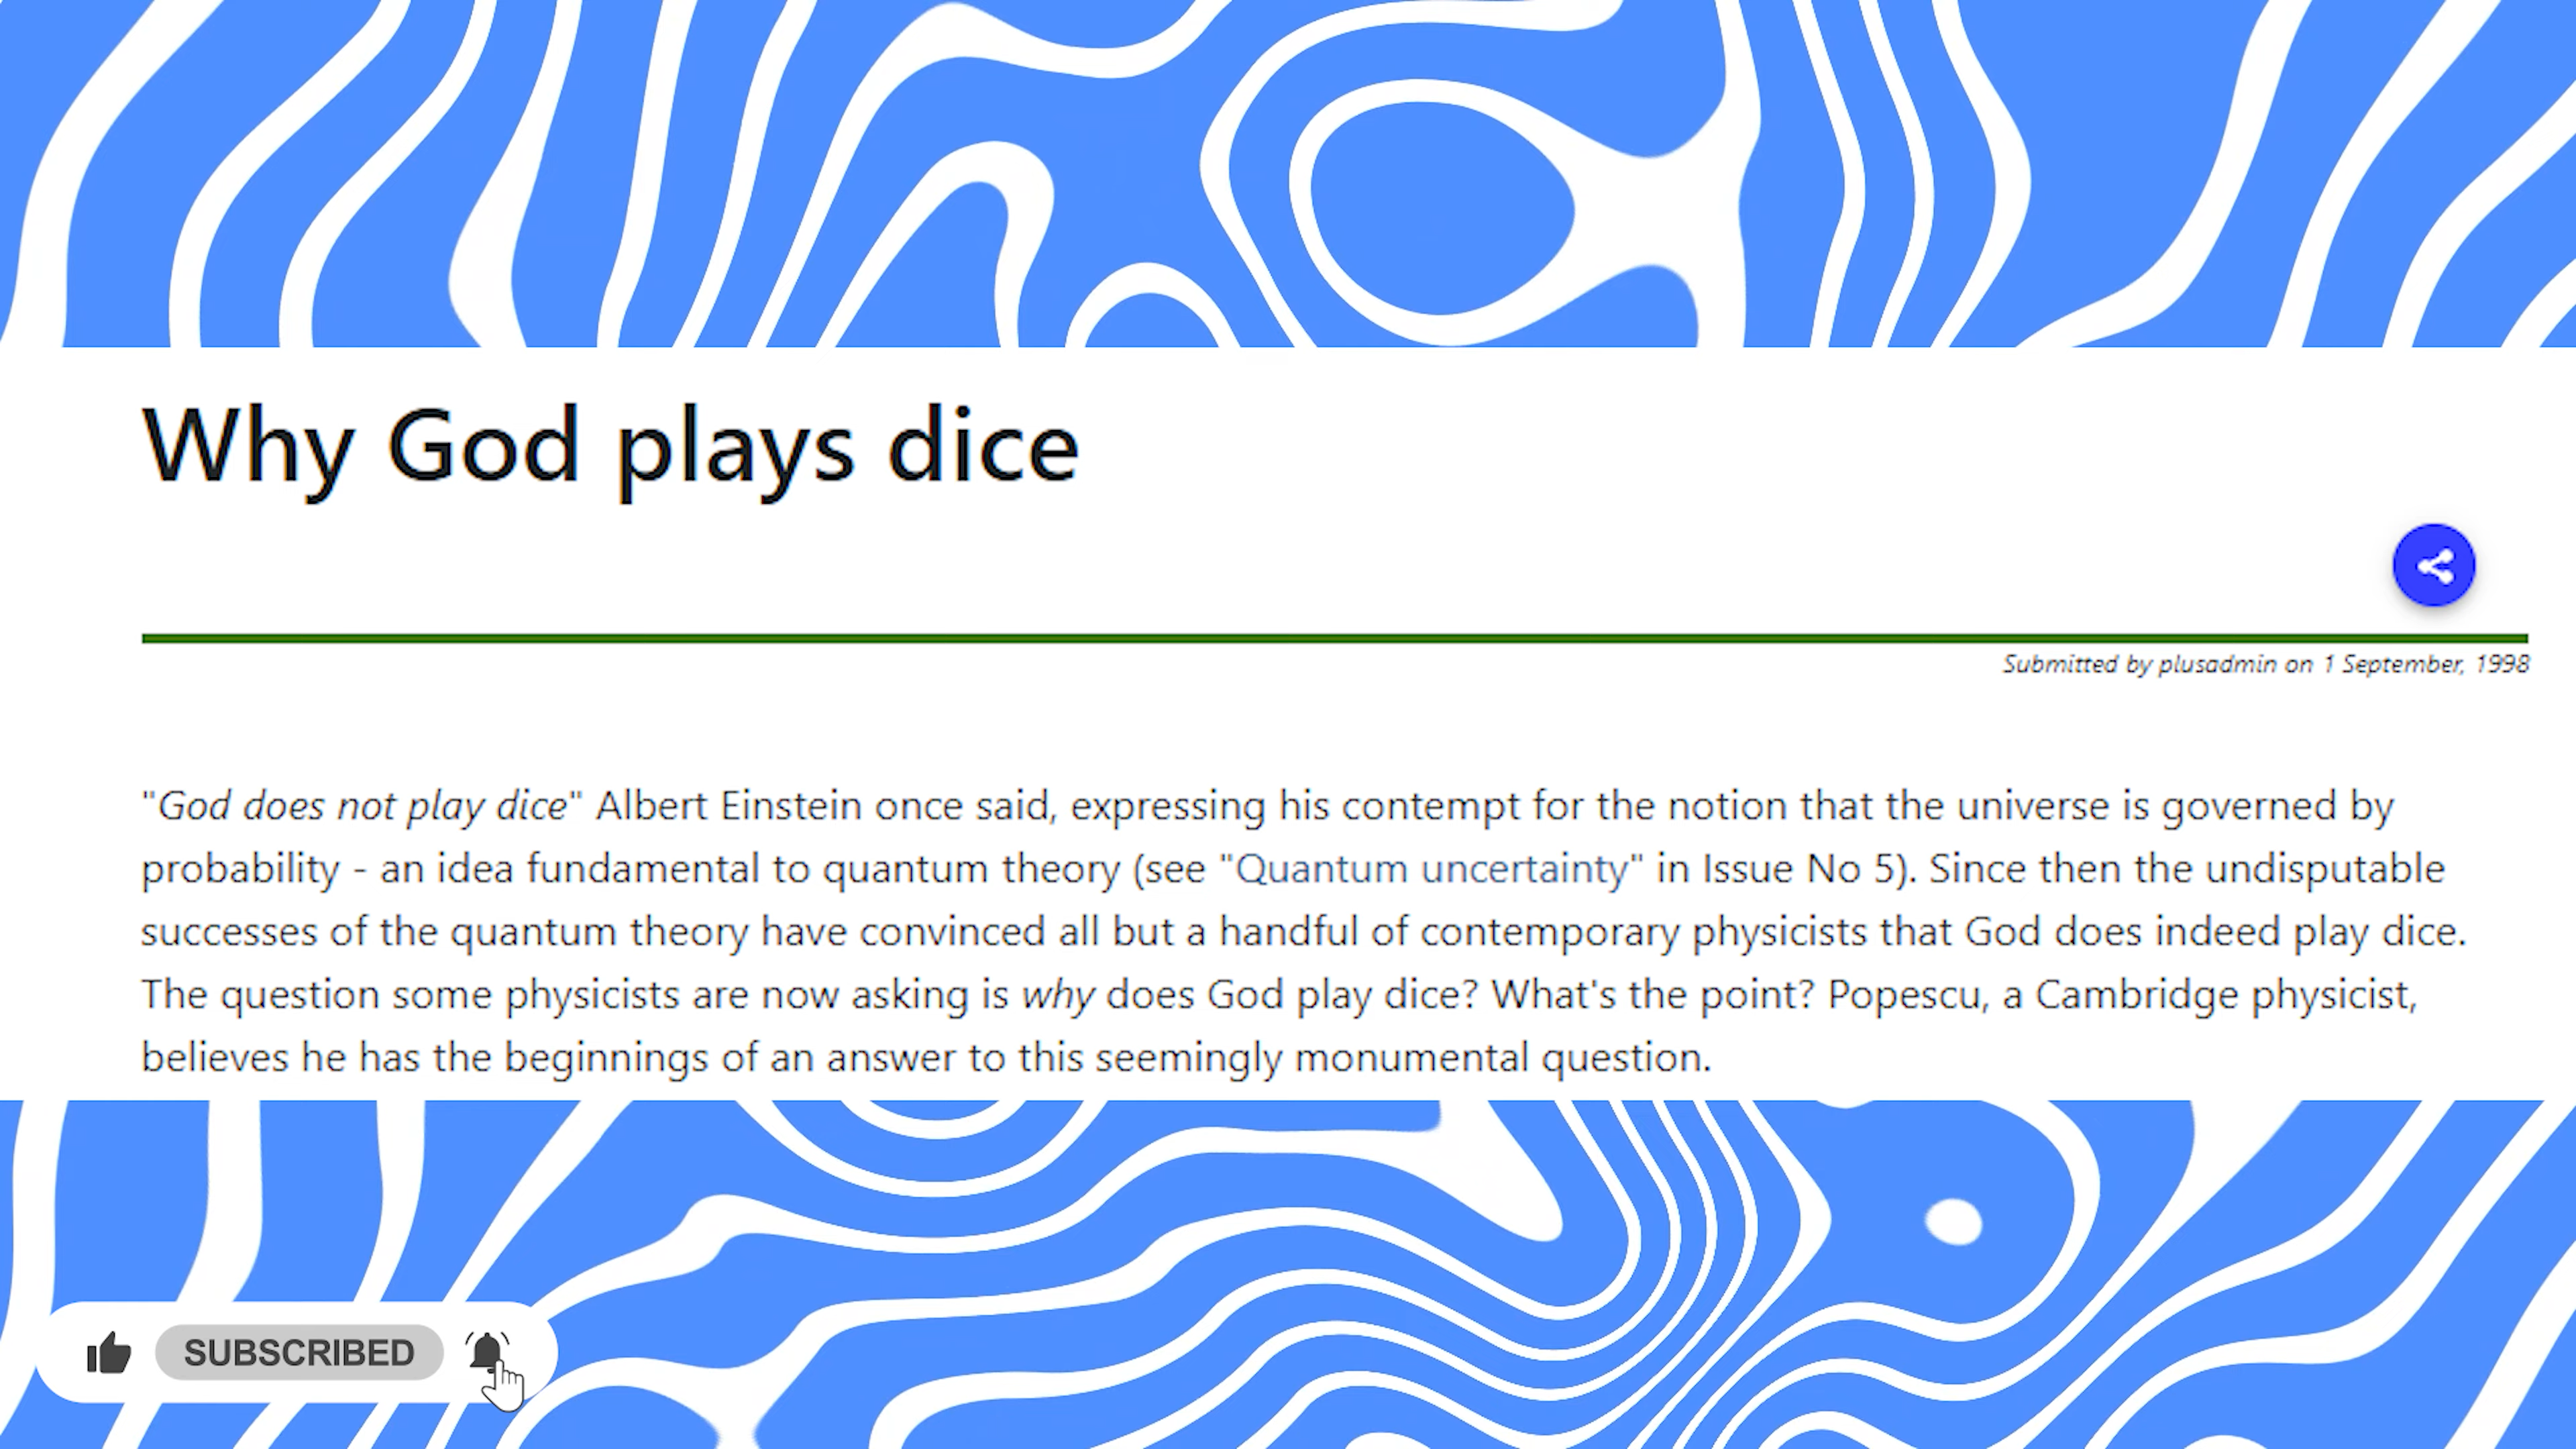 Why God plays dice
Submitted by plusadmin on 1 September, 1998
"God does not play dice" Albert Einstein once said, expressing his contempt for the notion that the universe is governed by
probability - an idea fundamental to quantum theory (see "Quantum uncertainty" in Issue No 5). Since then the undisputable
successes of the quantum theory have convinced all but a handful of contemporary physicists that God does indeed play dice.
The question some physicists are now asking is why does God play dice? What's the point? Popescu, a Cambridge physicist,
believes he has the beginnings of an answer to this seemingly monumental question.
SUBSCRIBED